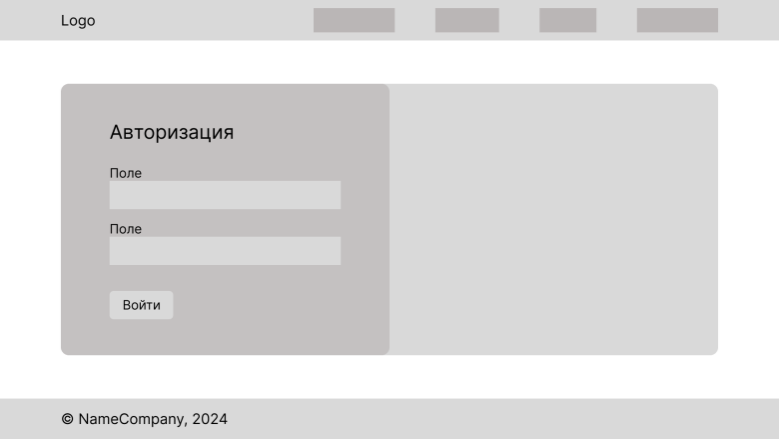 Logo
Авторизация
Поле
Поле
Войти
© NameCompany, 2024